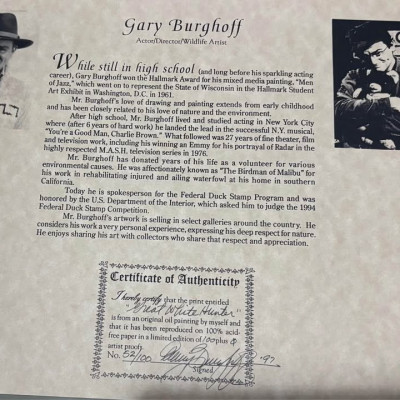 Gary Burghoff
Actor/Director/Wildlife Artist
While still in high school (and long before his sparkling acting
career), Gary Burghoff won the Hallmark Award for his mixed media painting, "Men
of Jazz," which went on to represent the State of Wisconsin in the Hallmark Student
Art Exhibit in Washington, D.C. in 1961.
Mr. Burghoff's love of drawing and painting extends from early childhood
and has been closely related to his love of nature and the environment.
After high school, Mr. Burghoff lived and studied acting in New York City
where (after 6 years of hard work) he landed the lead in the successful N.Y. musical,
"You're a Good Man, Charlie Brown." What followed was 27 years of fine theater, film
and television work, including his winning an Emmy for his portrayal of Radar in the
highly respected M.A.S.H. television series in 1976.
Mr. Burghoff has donated years of his life as a volunteer for various
environmental causes. He was affectionately known as "The Birdman of Malibu" for
his work in rehabilitating injured and ailing waterfowl at his home in southern
California.
Today he is spokesperson for the Federal Duck Stamp Program and was
honored by the U.S. Department of the Interior, which asked him to judge the 1994
Federal Duck Stamp Competition.
Mr. Burghoff's artwork is selling in select galleries around the country. He
considers his work a very personal experience, expressing his deep respect for nature.
He enjoys sharing his art with collectors who share that respect and appreciation.
Certificate of Authenticity
I hereby certify that the print entitled
"Great White Hunter"
is from an original oil painting by myself and
that it has been reproduced on 100% acid-
free paper in a limited edition of 100 plus 8
artist proofs.
No. 52/100 Gary Burghoff '97
Signed